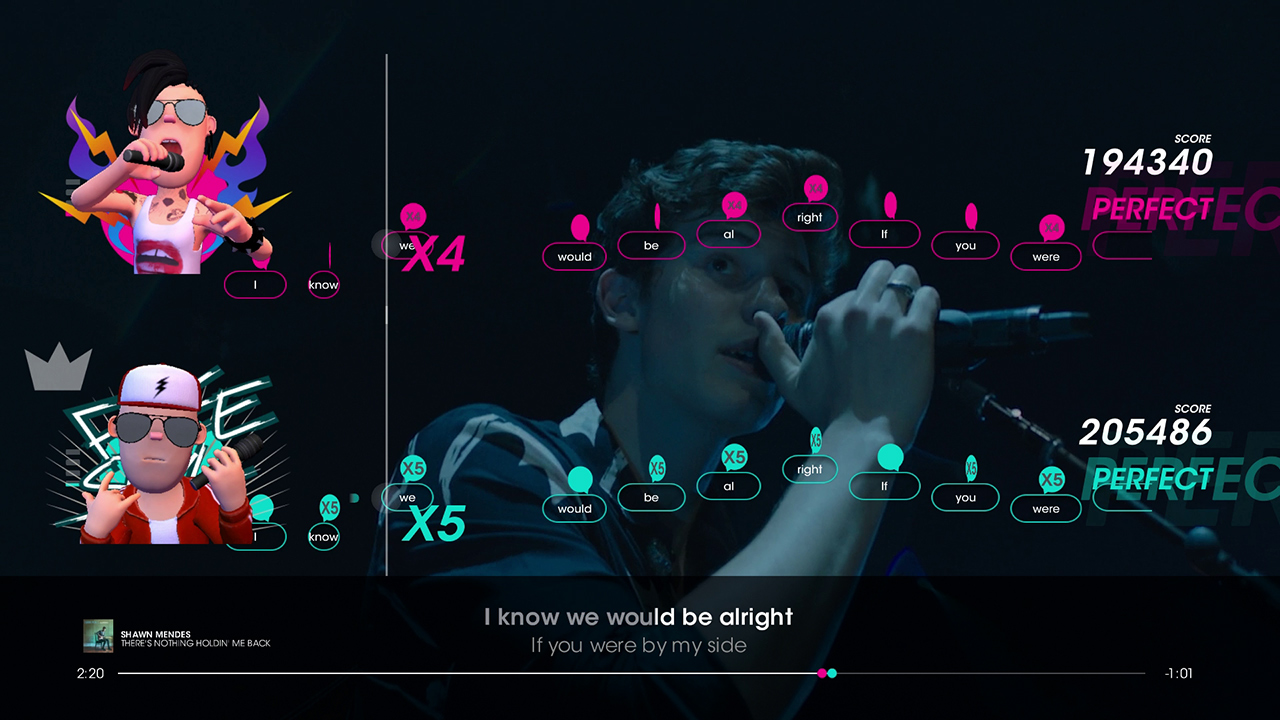 SCORE
194340
PERFECT
X4 X4 X4 X4
I know we would be al right If you were
X4
SCORE
205486
PERFECT
X5 X5 X5 X5 X5 X5 X5
I know we would be al right If you were
X5
I know we would be alright
If you were by my side
SHAWN MENDES
THERE'S NOTHING HOLDIN' ME BACK
2:20
-1:01